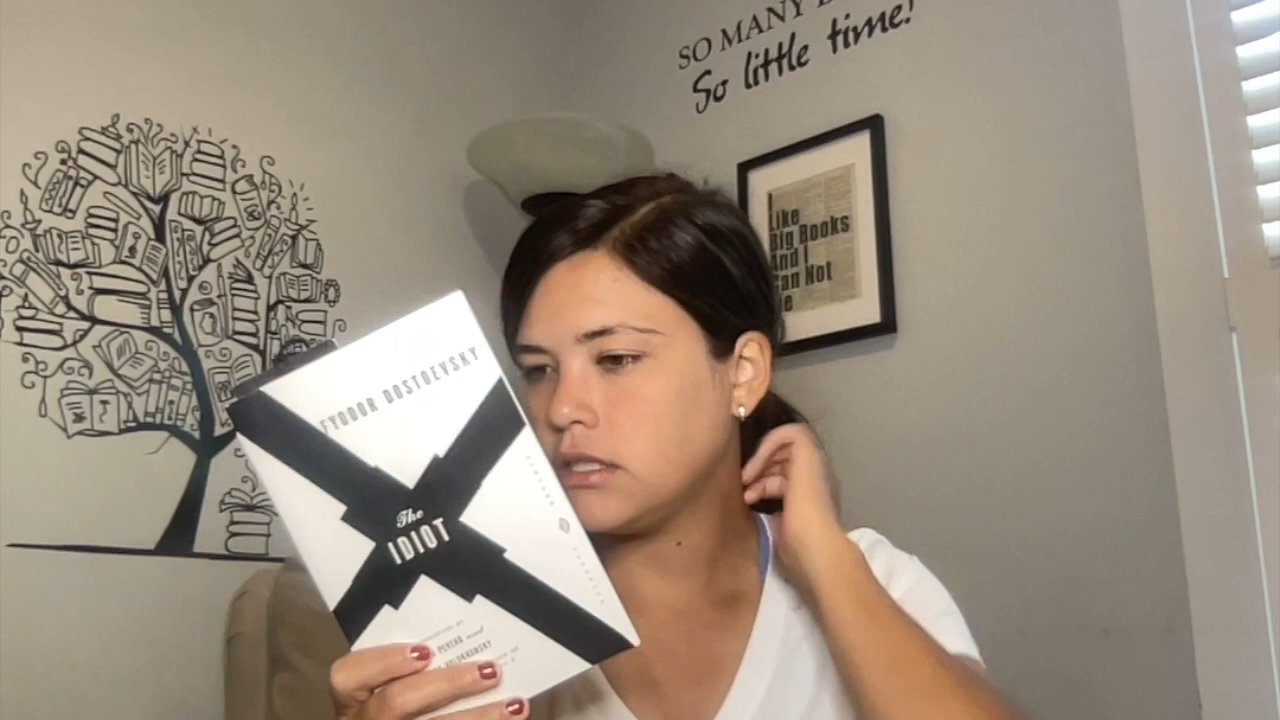 SO MANY
So little time!
I
Like
Big Books
And I
Can Not
FYODOR DOSTOEVSKY
The
IDIOT